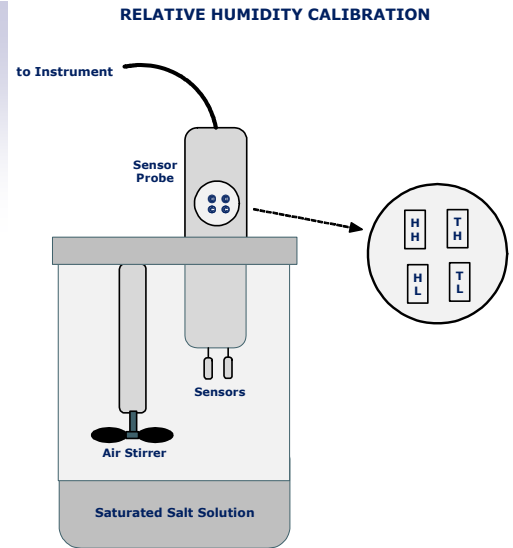 RELATIVE HUMIDITY CALIBRATION
to Instrument
Sensor
Probe
H
H
T
H
H
L
T
L
Sensors
Air Stirrer
Saturated Salt Solution